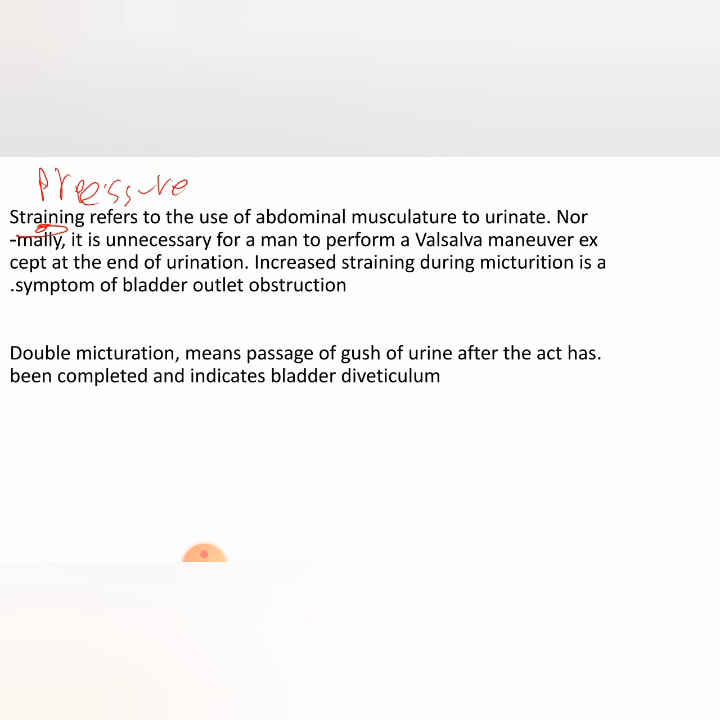 Pressure
Straining refers to the use of abdominal musculature to urinate. Nor
-mally, it is unnecessary for a man to perform a Valsalva maneuver ex
cept at the end of urination. Increased straining during micturition is a
.symptom of bladder outlet obstruction
Double micturation, means passage of gush of urine after the act has.
been completed and indicates bladder diveticulum